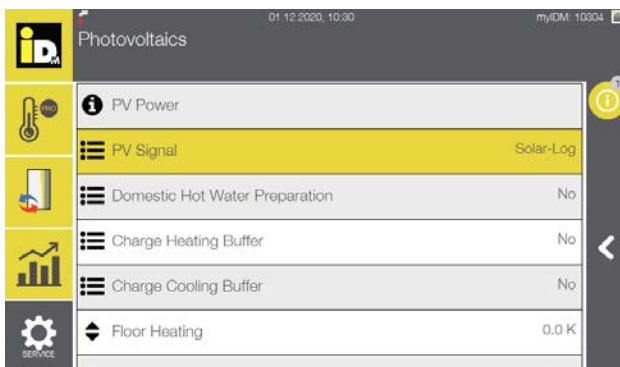 01.12.2020, 10:30
myIDM: 10304
iDM
Photovoltaics
PRO
PV Power
PV Signal Solar-Log
Domestic Hot Water Preparation No
Charge Heating Buffer No
Charge Cooling Buffer No
Floor Heating 0.0 K
SERVICE